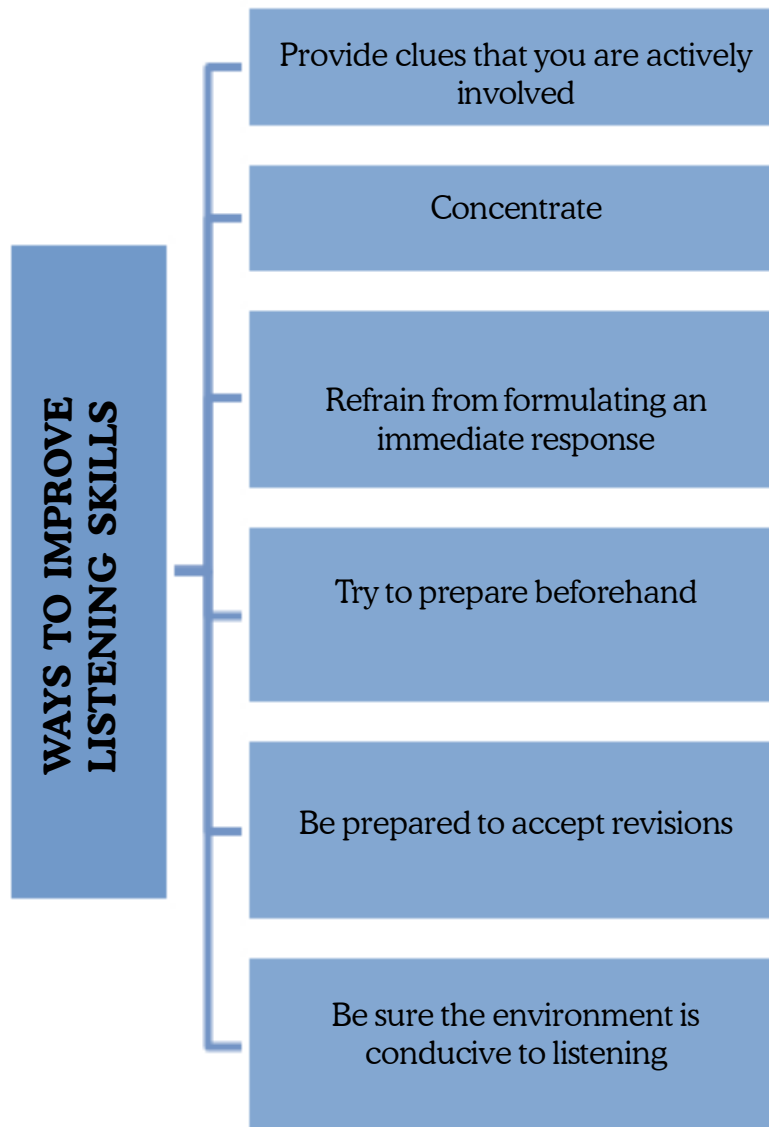 WAYS TO IMPROVE
LISTENING SKILLS
Provide clues that you are actively
involved
Concentrate
Refrain from formulating an
immediate response
Try to prepare beforehand
Be prepared to accept revisions
Be sure the environment is
conducive to listening